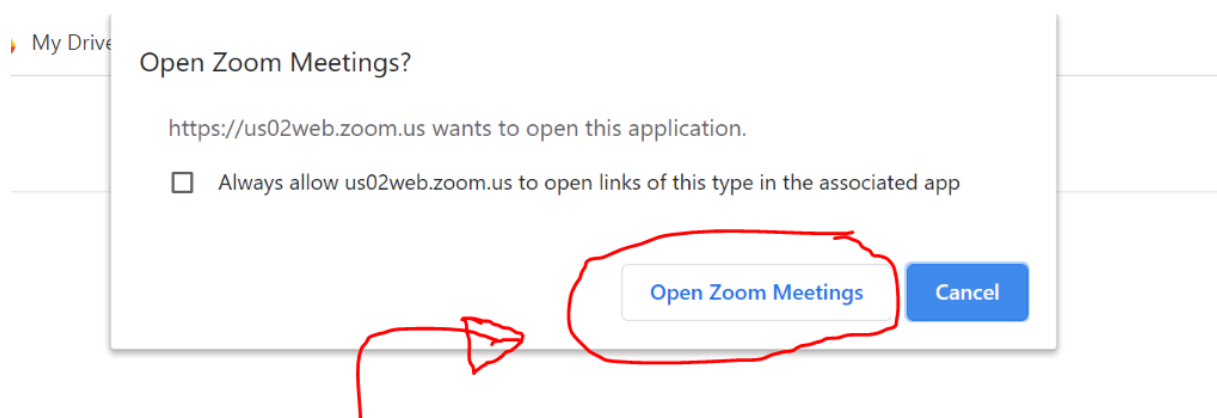 My Drive
Open Zoom Meetings?
https://us02web.zoom.us wants to open this application.
Always allow us02web.zoom.us to open links of this type in the associated app
Open Zoom Meetings
Cancel